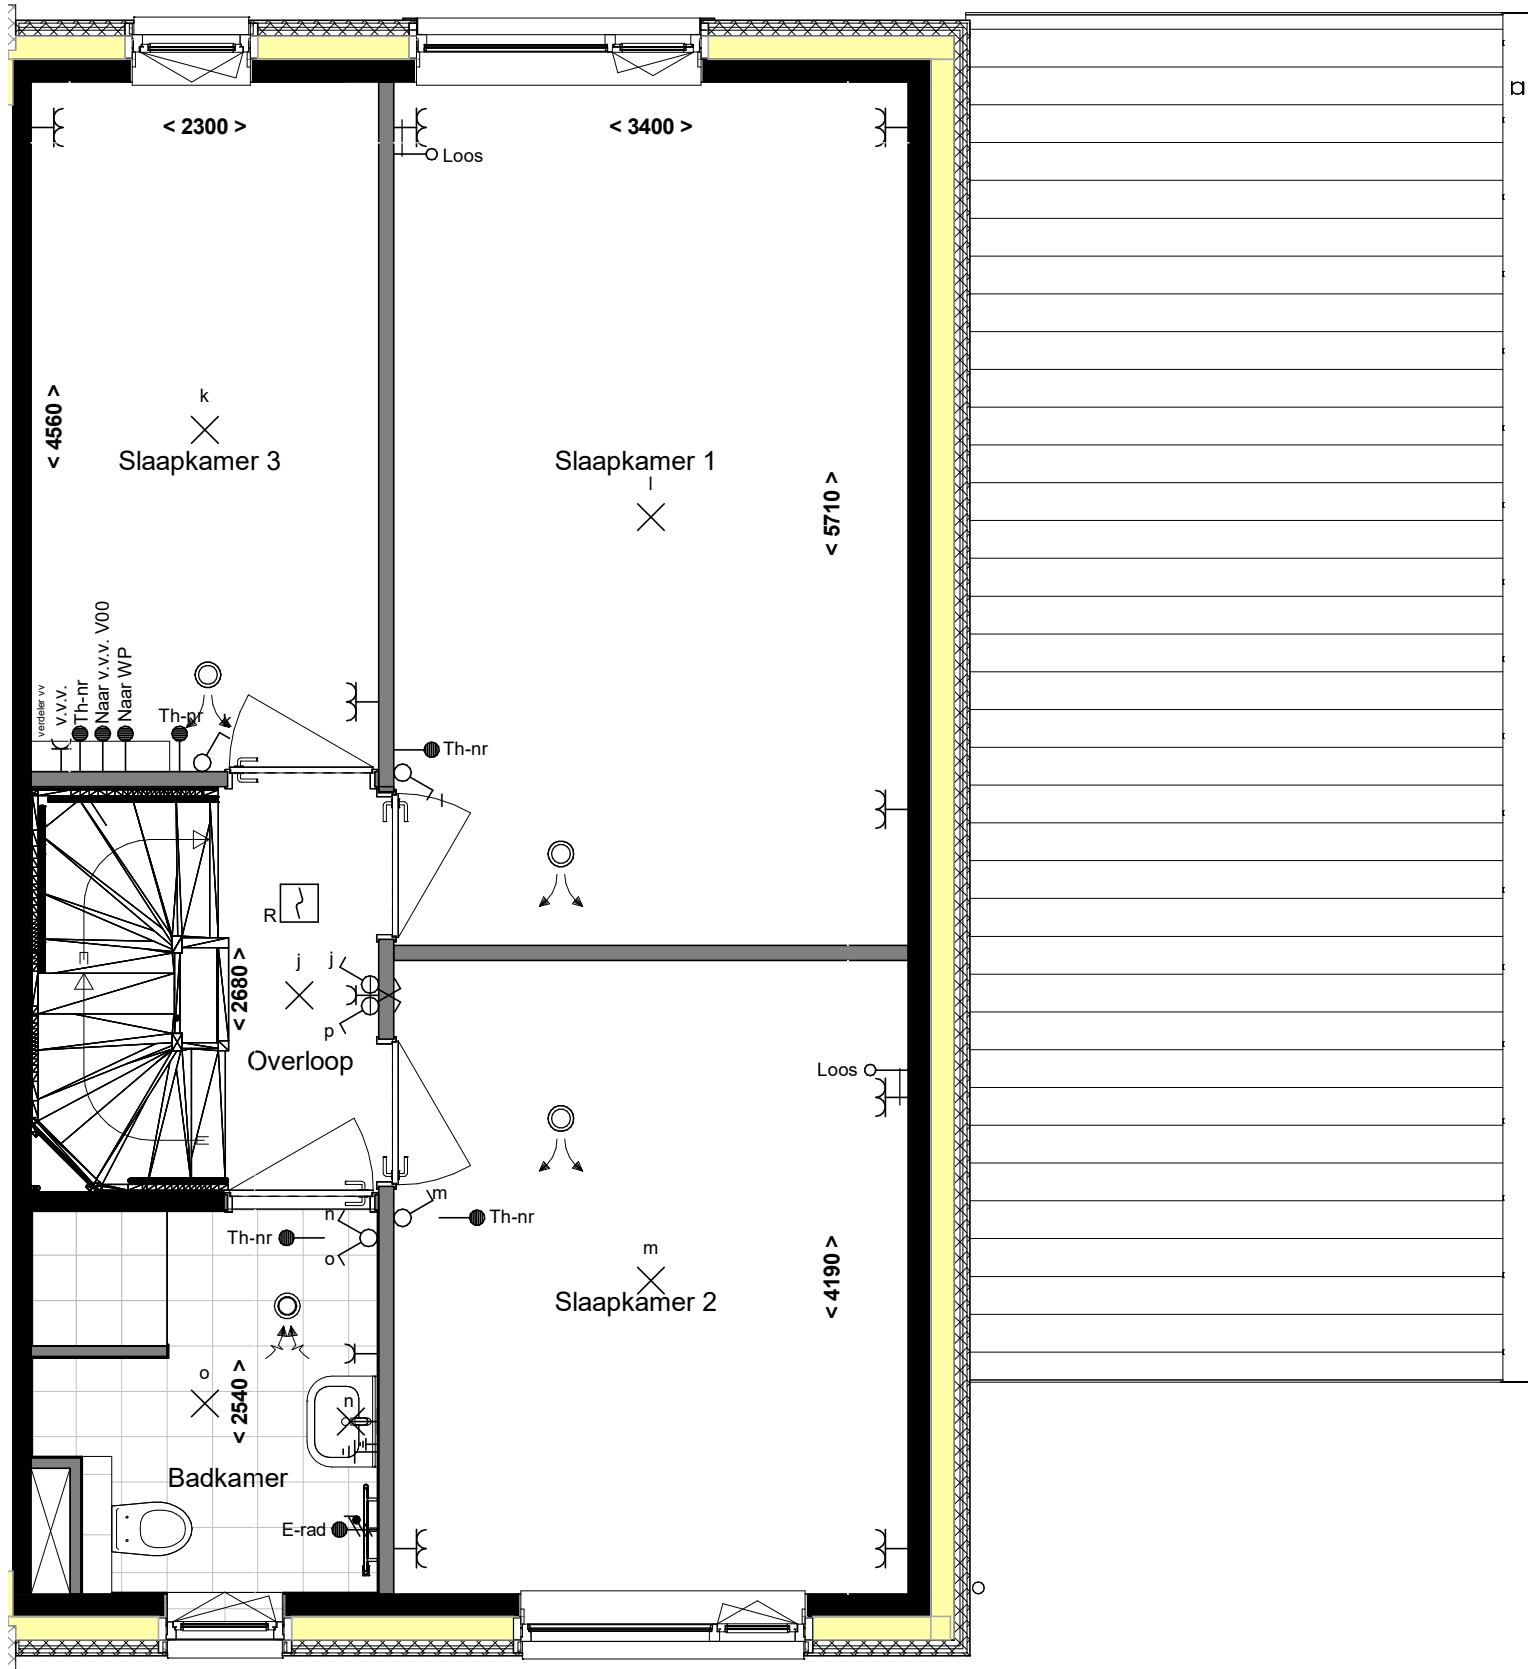 < 2300 >
< 3400 >
Loos
< 4560 >
k
Slaapkamer 3
Slaapkamer 1
l
< 5710 >
verdeler vv
v.v.v.
Th-nr
Naar v.v.v. V00
Naar WP
Th-nr
k
Th-nr
l
R
E
< 2680 >
j
j
p
Overloop
Loos
E
n
m
Th-nr
Th-nr
o
m
Slaapkamer 2
< 4190 >
o
< 2540 >
n
Badkamer
E-rad